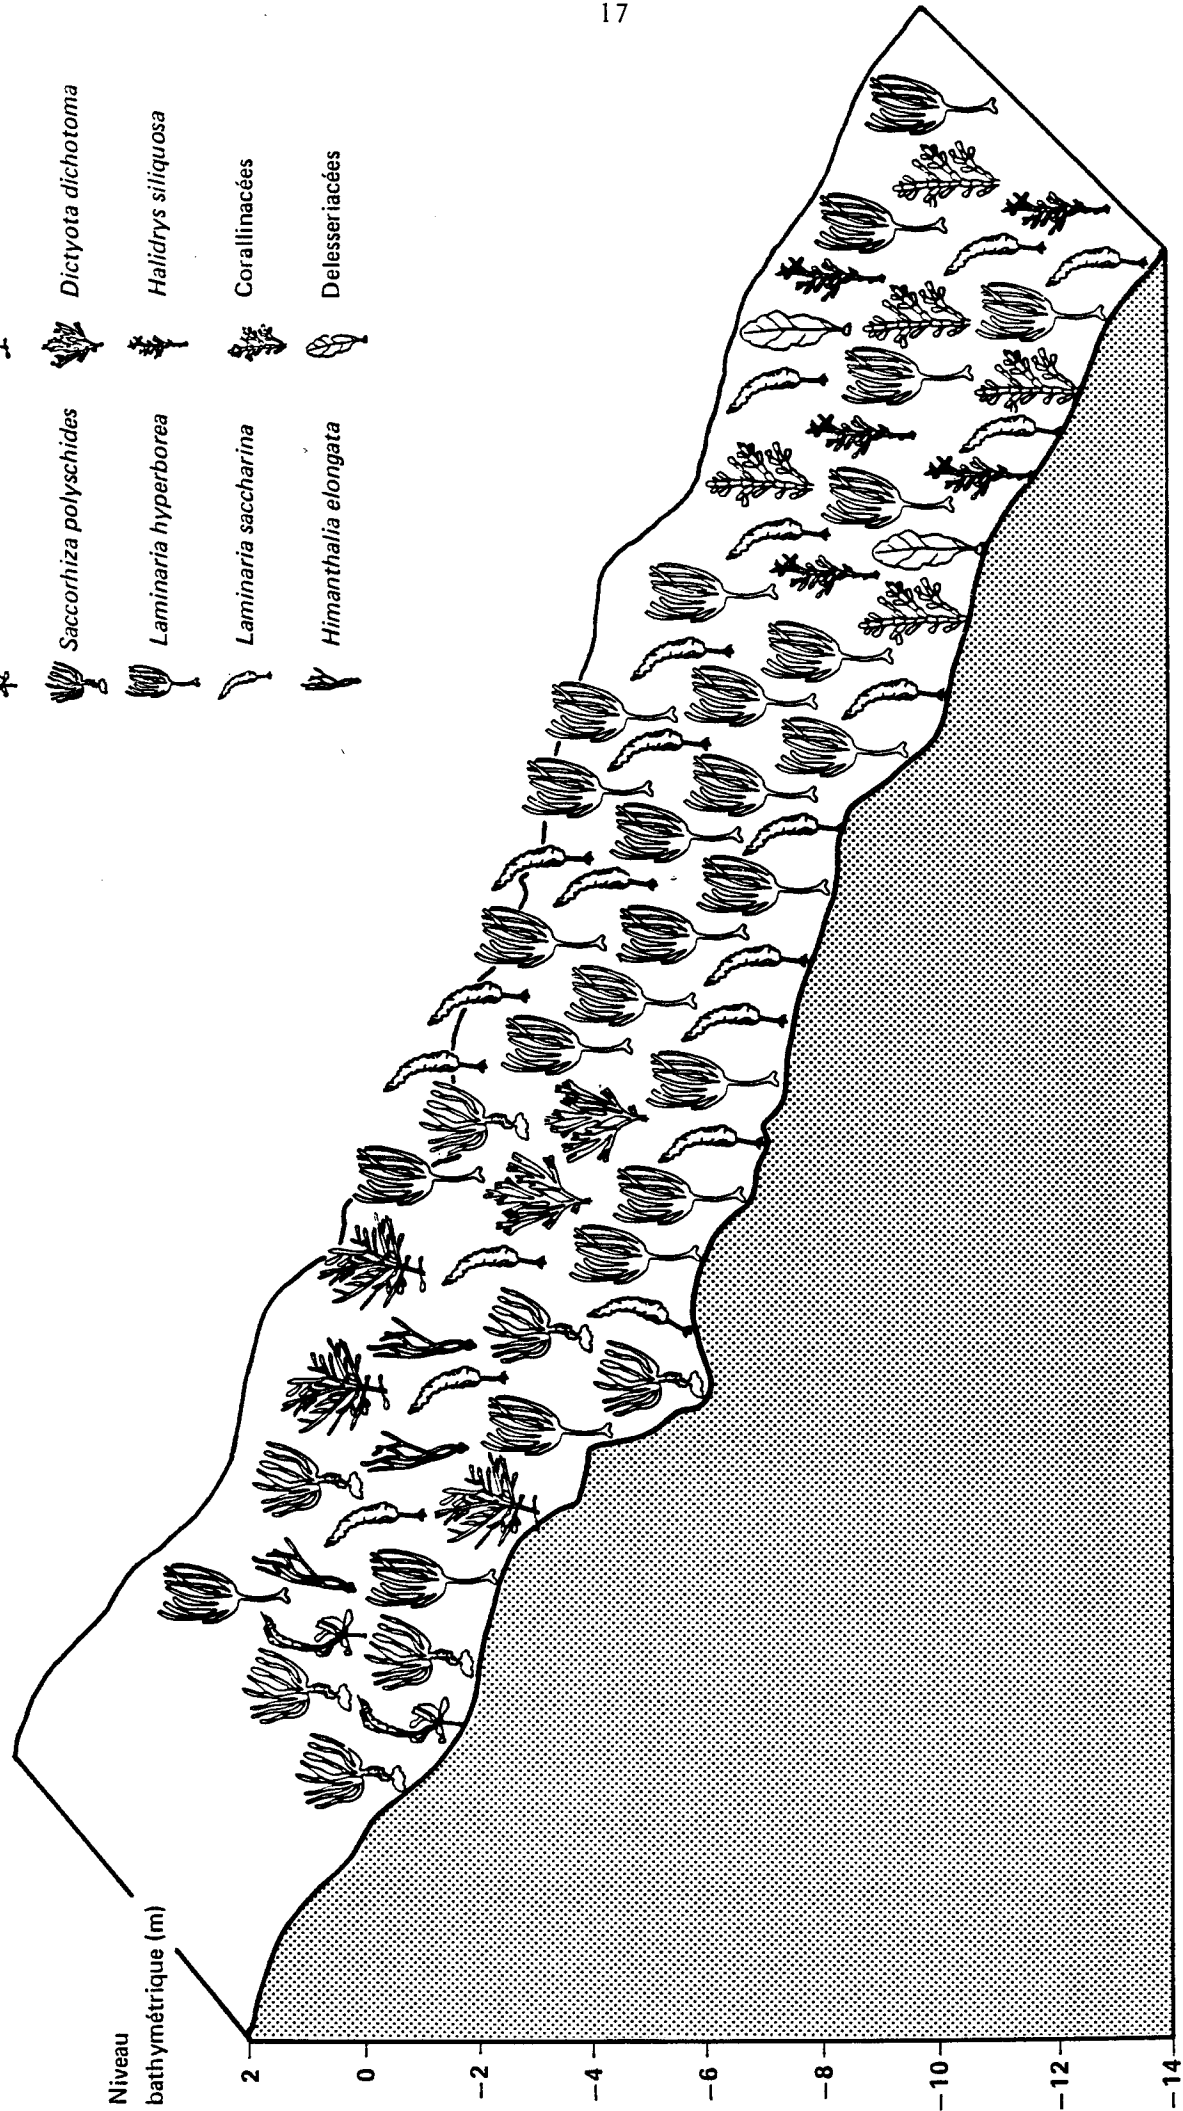 17
Saccorhiza polyschides
Laminaria hyperborea
Laminaria saccharina
Himanthalia elongata
Dictyota dichotoma
Halidrys siliquosa
Corallinacées
Delesseriacées
Niveau
bathymétrique (m)
2
0
−2
−4
−6
−8
−10
−12
−14